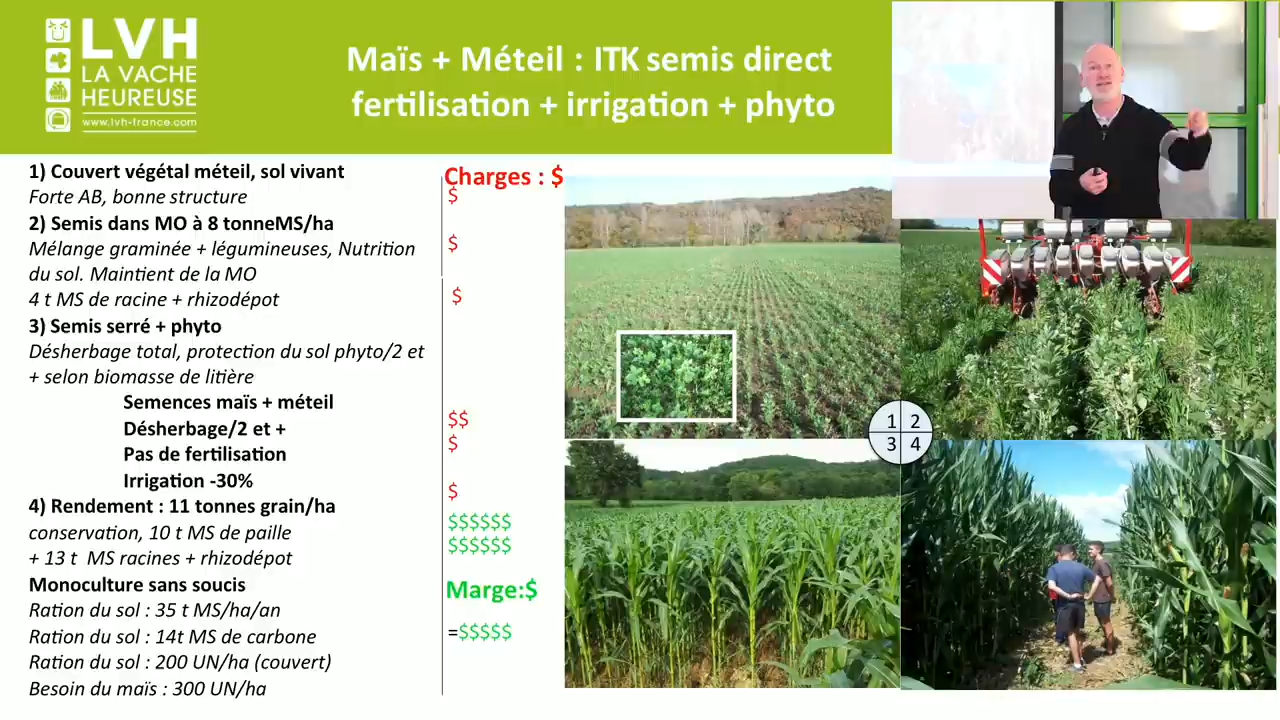 LVH
LA VACHE
HEUREUSE
www.lvh-france.com
Maïs + Méteil : ITK semis direct
fertilisation + irrigation + phyto
1) Couvert végétal méteil, sol vivant
Forte AB, bonne structure
2) Semis dans MO à 8 tonneMS/ha
Mélange graminée + légumineuses, Nutrition
du sol. Maintient de la MO
4 t MS de racine + rhizodépot
3) Semis serré + phyto
Désherbage total, protection du sol phyto/2 et
+ selon biomasse de litière
Semences maïs + méteil
Désherbage/2 et +
Pas de fertilisation
Irrigation -30%
4) Rendement : 11 tonnes grain/ha
conservation, 10 t MS de paille
+ 13 t MS racines + rhizodépot
Monoculture sans soucis
Ration du sol : 35 t MS/ha/an
Ration du sol : 14t MS de carbone
Ration du sol : 200 UN/ha (couvert)
Besoin du maïs : 300 UN/ha
Charges : $
$
$
$
$$
$
$
$$$$$$
$$$$$$
Marge:$
=$$$$$
1 2
3 4